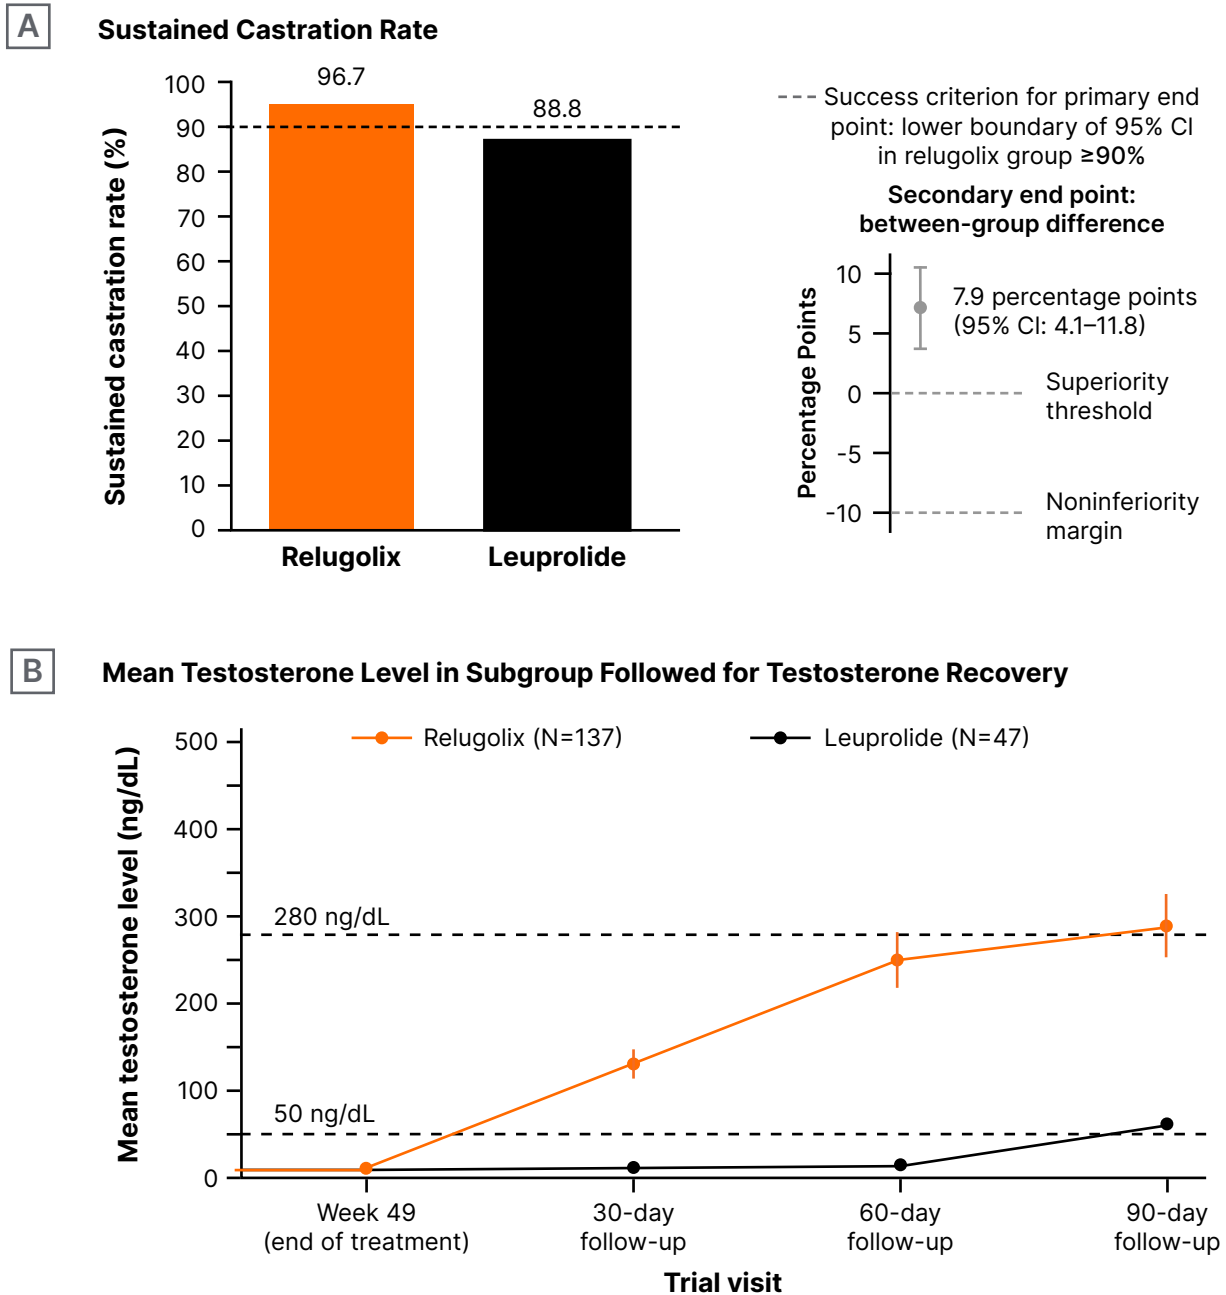 A
Sustained Castration Rate
Sustained castration rate (%)
100
90
80
70
60
50
40
30
20
10
0
96.7
88.8
Relugolix
Leuprolide
Success criterion for primary end
point: lower boundary of 95% CI
in relugolix group ≥90%
Secondary end point:
between-group difference
Percentage Points
10
5
0
-5
-10
7.9 percentage points
(95% CI: 4.1–11.8)
Superiority
threshold
Noninferiority
margin
B
Mean Testosterone Level in Subgroup Followed for Testosterone Recovery
Mean testosterone level (ng/dL)
500
400
300
200
100
0
Relugolix (N=137)
Leuprolide (N=47)
280 ng/dL
50 ng/dL
Week 49
(end of treatment)
30-day
follow-up
60-day
follow-up
90-day
follow-up
Trial visit